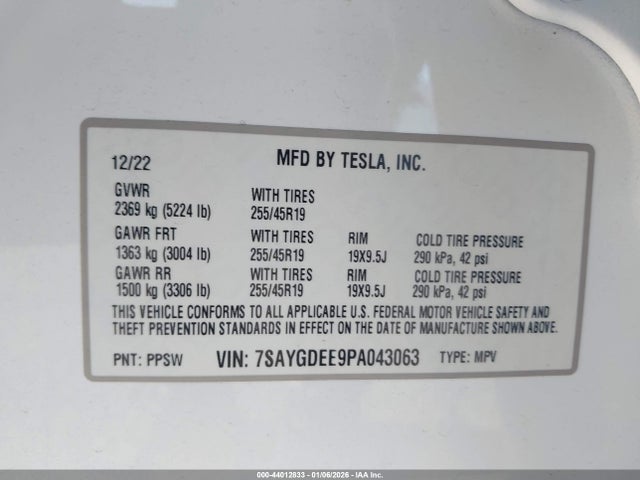 12/22 MFD BY TESLA, INC.
GVWR WITH TIRES
2369 kg (5224 lb) 255/45R19
GAWR FRT WITH TIRES RIM COLD TIRE PRESSURE
1363 kg (3004 lb) 255/45R19 19X9.5J 290 kPa, 42 psi
GAWR RR WITH TIRES RIM COLD TIRE PRESSURE
1500 kg (3306 lb) 255/45R19 19X9.5J 290 kPa, 42 psi
THIS VEHICLE CONFORMS TO ALL APPLICABLE U.S. FEDERAL MOTOR VEHICLE SAFETY AND
THEFT PREVENTION STANDARDS IN EFFECT ON THE DATE OF MANUFACTURE SHOWN ABOVE.
PNT: PPSW VIN: 7SAYGDEE9PA043063 TYPE: MPV
000-44012833 - 01/06/2026 - IAA Inc.